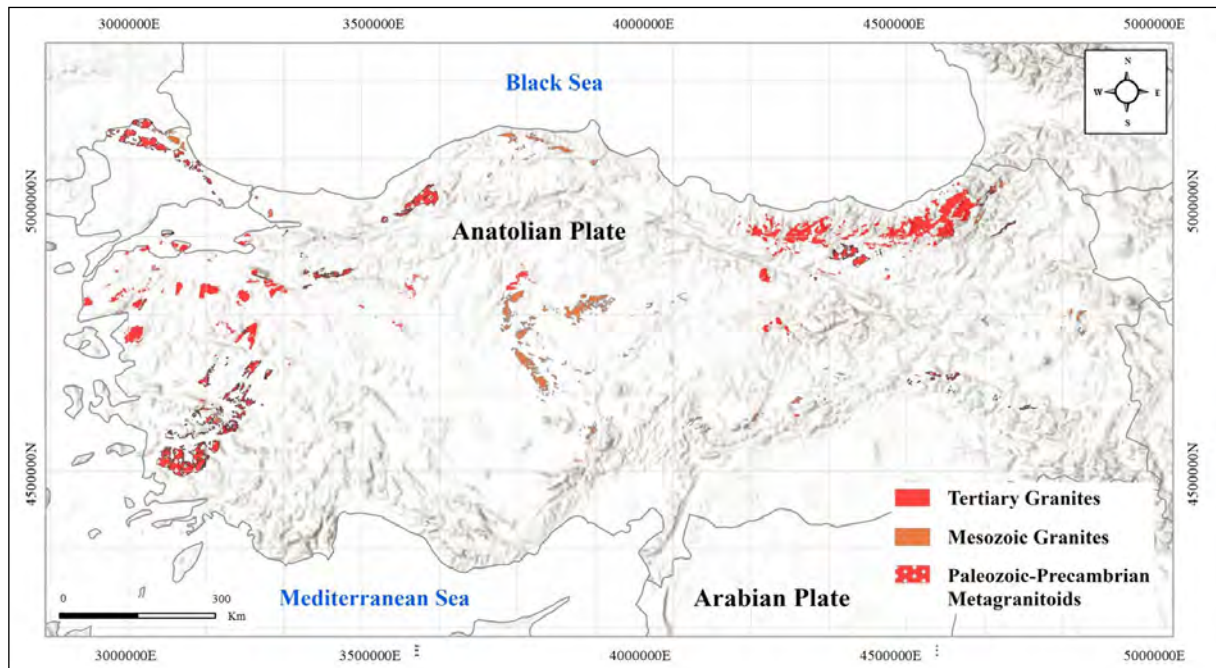 3000000E 3500000E 4000000E 4500000E 5000000E
Black Sea
N
W E
S
5000000N
5000000N
Anatolian Plate
4500000N
4500000N
Tertiary Granites
Mesozoic Granites
Paleozoic-Precambrian
Metagranitoids
0 300
Km
Mediterranean Sea
Arabian Plate
3000000E 3500000E 4000000E 4500000E 5000000E